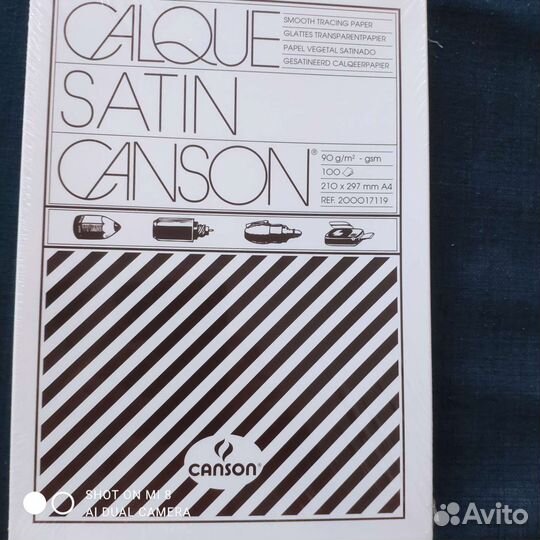 CALQUE
SMOOTH TRACING PAPER
GLATTES TRANSPARENTPAPIER
PAPEL VEGETAL SATINADO
GESATINEERD CALQEERPAPIER
SATIN
CANSON®
90 g/m² - gsm
100
210 x 297 mm A4
REF. 200017119
CANSON®
SHOT ON MI 8
AI DUAL CAMERA
Avito